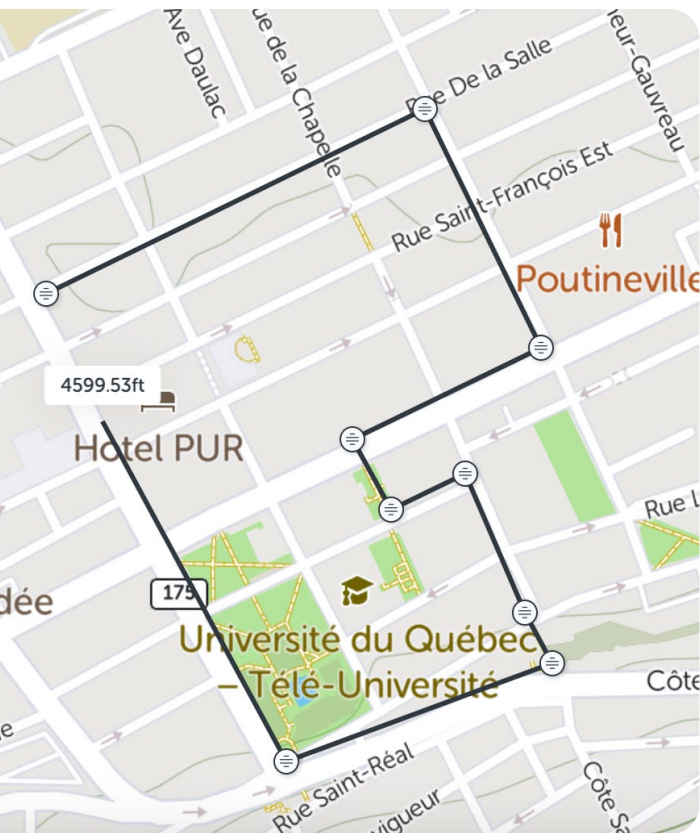 Ave Daulac
ue de la Chapelle
eur-Gauvreau
Rue De la Salle
Rue Saint-François Est
Poutineville
4599.53ft
Hotel PUR
175
dée
Rue L
Université du Québec
– Télé-Université
Côte
e
Rue Saint-Réal
vigueur
Côte S